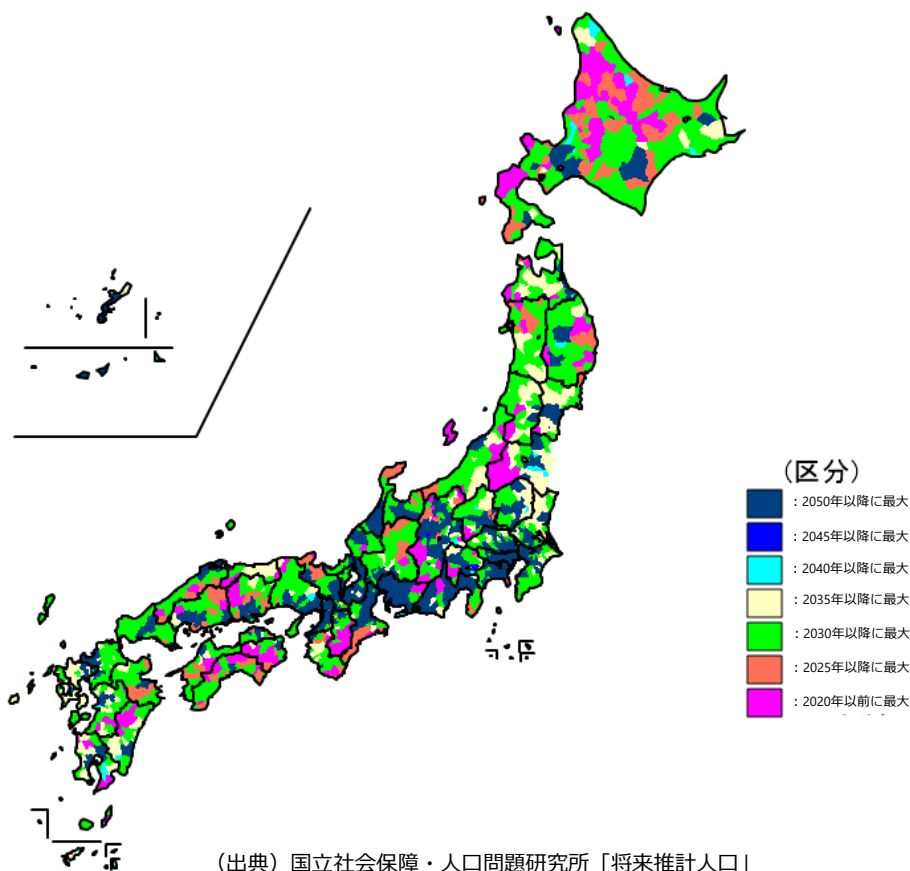 (区分)
：2050年以降に最大
：2045年以降に最大
：2040年以降に最大
：2035年以降に最大
：2030年以降に最大
：2025年以降に最大
：2020年以前に最大
（出典）国立社会保障・人口問題研究所「将来推計人口」